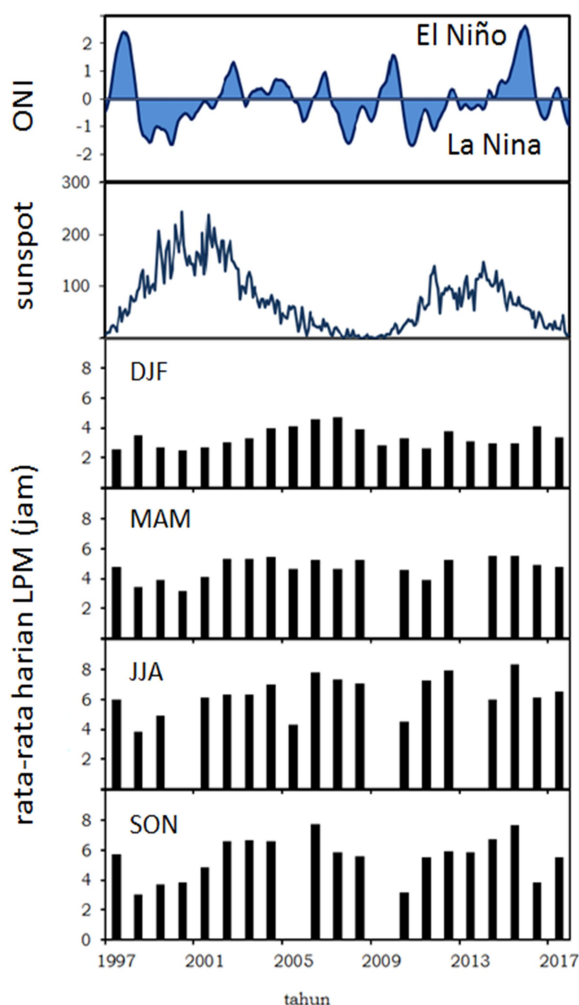 ONI
2
1
0
-1
-2
El Niño
La Nina
sunspot
300
200
100
rata-rata harian LPM (jam)
DJF
8
6
4
2
MAM
8
6
4
2
JJA
8
6
4
2
SON
8
6
4
2
0
1997 2001 2005 2009 2013 2017
tahun